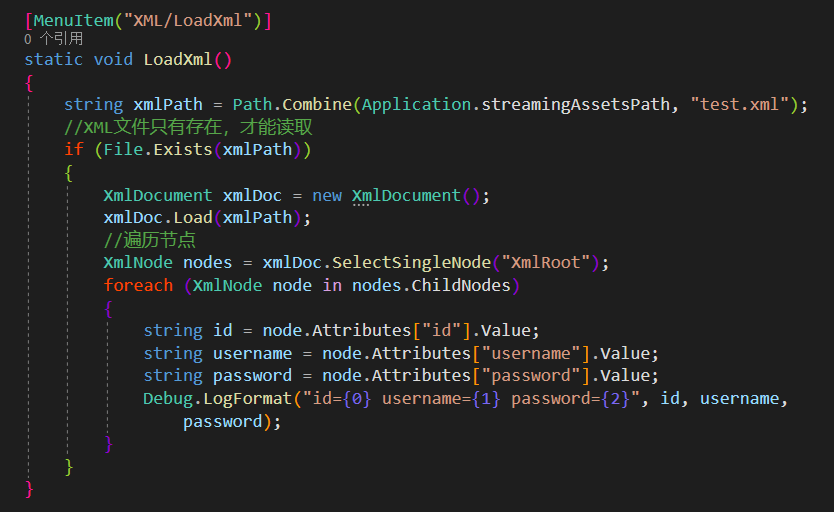 [MenuItem("XML/LoadXml")]
0 个引用
static void LoadXml()
{
string xmlPath = Path.Combine(Application.streamingAssetsPath, "test.xml");
//XML文件只有存在，才能读取
if (File.Exists(xmlPath))
{
XmlDocument xmlDoc = new XmlDocument();
xmlDoc.Load(xmlPath);
//遍历节点
XmlNode nodes = xmlDoc.SelectSingleNode("XmlRoot");
foreach (XmlNode node in nodes.ChildNodes)
{
string id = node.Attributes["id"].Value;
string username = node.Attributes["username"].Value;
string password = node.Attributes["password"].Value;
Debug.LogFormat("id={0} username={1} password={2}", id, username,
password);
}
}
}